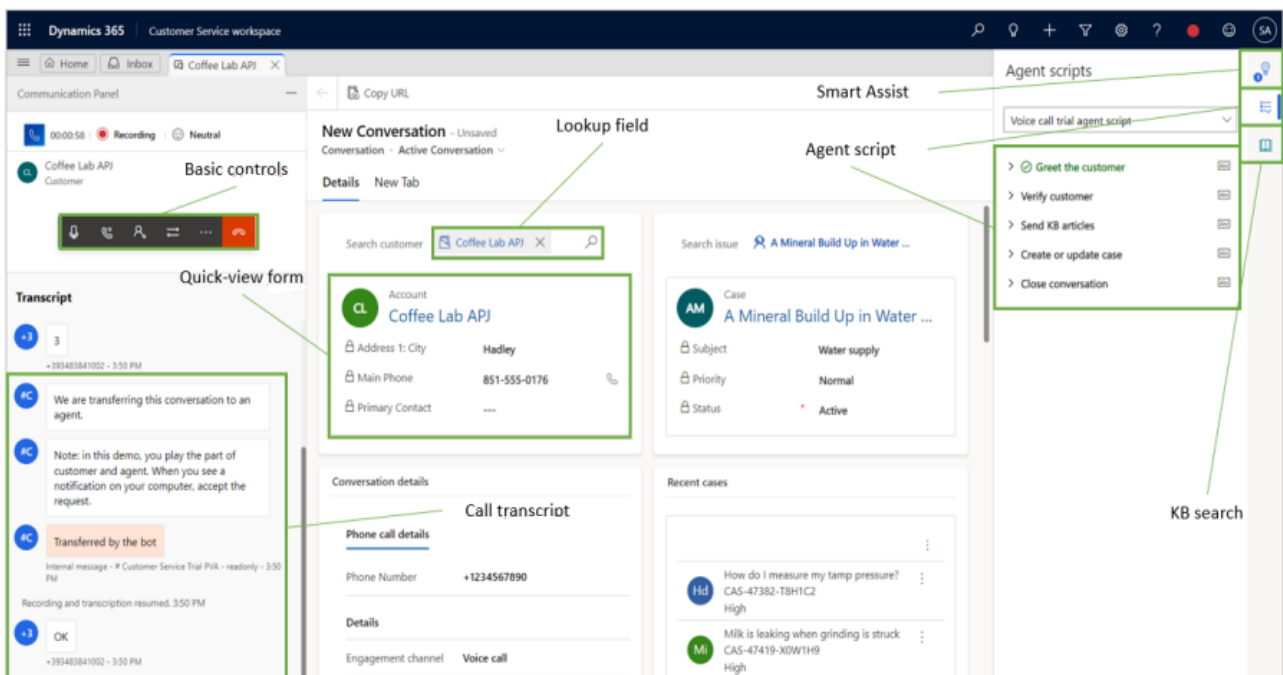 Dynamics 365 Customer Service workspace
SA
Home
Inbox
Coffee Lab APJ
Communication Panel
00:00:58
Recording
Neutral
CL
Coffee Lab APJ
Customer
Basic controls
Quick-view form
Transcript
+3
3
+393483841002 - 3:50 PM
#C
We are transferring this conversation to an
agent.
#C
Note: in this demo, you play the part of
customer and agent. When you see a
notification on your computer, accept the
request.
#C
Transferred by the bot
Internal message - # Customer Service Trial PVA - readonly - 3:50
PM
Recording and transcription resumed. 3:50 PM
+3
OK
+393483841002 - 3:50 PM
Copy URL
New Conversation - Unsaved
Conversation · Active Conversation
Lookup field
Details New Tab
Search customer
Coffee Lab APJ
CL
Account
Coffee Lab APJ
Address 1: City Hadley
Main Phone 851-555-0176
Primary Contact ---
Search issue
A Mineral Build Up in Water ...
AM
Case
A Mineral Build Up in Water ...
Subject Water supply
Priority Normal
Status * Active
Conversation details
Call transcript
Phone call details
Phone Number +1234567890
Details
Engagement channel Voice call
Recent cases
Hd
How do I measure my tamp pressure?
CAS-47382-T8H1C2
High
Mi
Milk is leaking when grinding is struck
CAS-47419-X0W1H9
High
Smart Assist
Agent script
Agent scripts
Voice call trial agent script
Greet the customer
Verify customer
Send KB articles
Create or update case
Close conversation
KB search